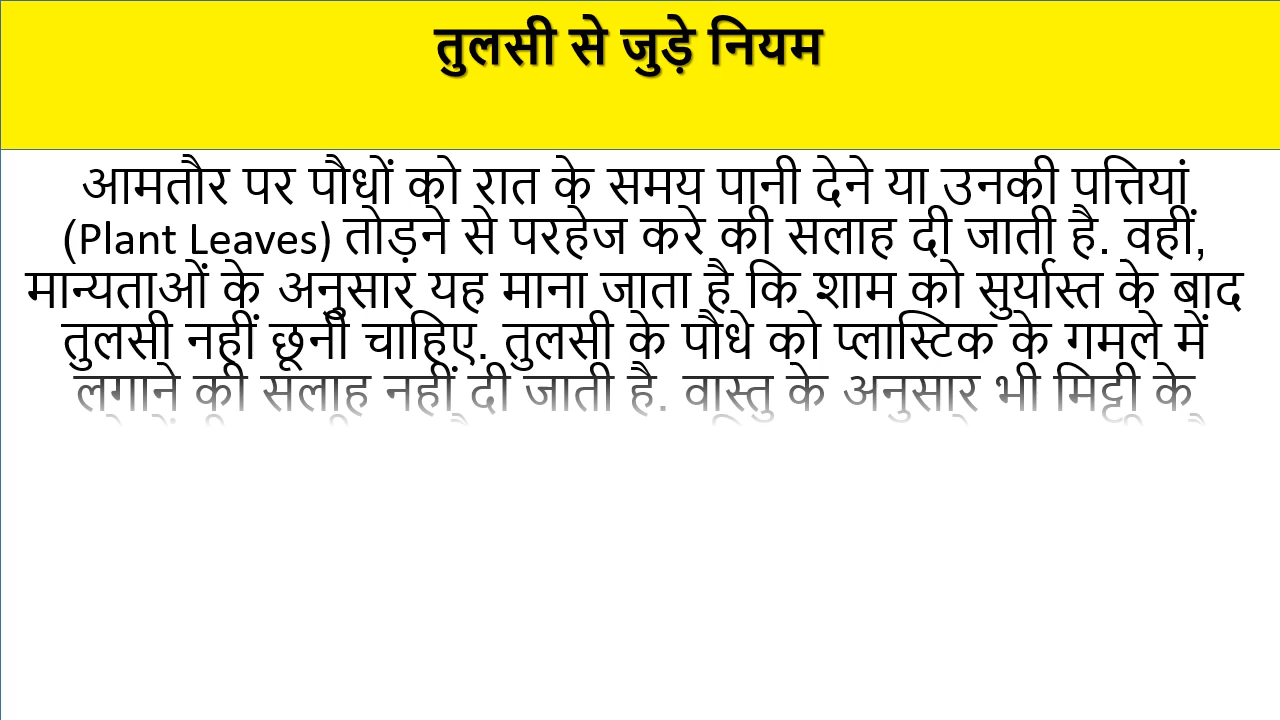 तुलसी से जुड़े नियम
आमतौर पर पौधों को रात के समय पानी देने या उनकी पत्तियां
(Plant Leaves) तोड़ने से परहेज करे की सलाह दी जाती है. वहीं,
मान्यताओं के अनुसार यह माना जाता है कि शाम को सुर्यास्त के बाद
तुलसी नहीं छूनी चाहिए. तुलसी के पौधे को प्लास्टिक के गमले में
लगाने की सलाह नहीं दी जाती है. वास्तु के अनुसार भी मिट्टी के